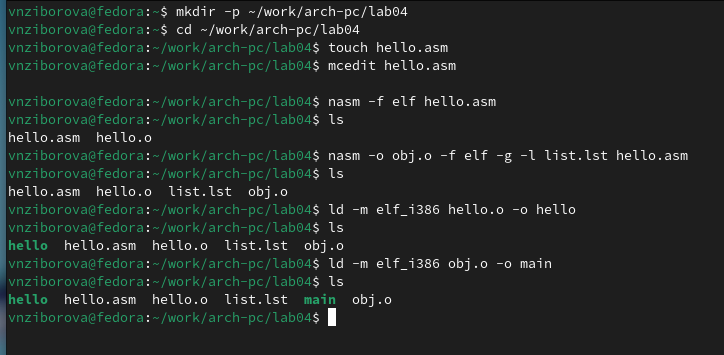 vnziborova@fedora:~$ mkdir -p ~/work/arch-pc/lab04
vnziborova@fedora:~$ cd ~/work/arch-pc/lab04
vnziborova@fedora:~/work/arch-pc/lab04$ touch hello.asm
vnziborova@fedora:~/work/arch-pc/lab04$ mcedit hello.asm
vnziborova@fedora:~/work/arch-pc/lab04$ nasm -f elf hello.asm
vnziborova@fedora:~/work/arch-pc/lab04$ ls
hello.asm  hello.o
vnziborova@fedora:~/work/arch-pc/lab04$ nasm -o obj.o -f elf -g -l list.lst hello.asm
vnziborova@fedora:~/work/arch-pc/lab04$ ls
hello.asm  hello.o  list.lst  obj.o
vnziborova@fedora:~/work/arch-pc/lab04$ ld -m elf_i386 hello.o -o hello
vnziborova@fedora:~/work/arch-pc/lab04$ ls
hello  hello.asm  hello.o  list.lst  obj.o
vnziborova@fedora:~/work/arch-pc/lab04$ ld -m elf_i386 obj.o -o main
vnziborova@fedora:~/work/arch-pc/lab04$ ls
hello  hello.asm  hello.o  list.lst  main  obj.o
vnziborova@fedora:~/work/arch-pc/lab04$